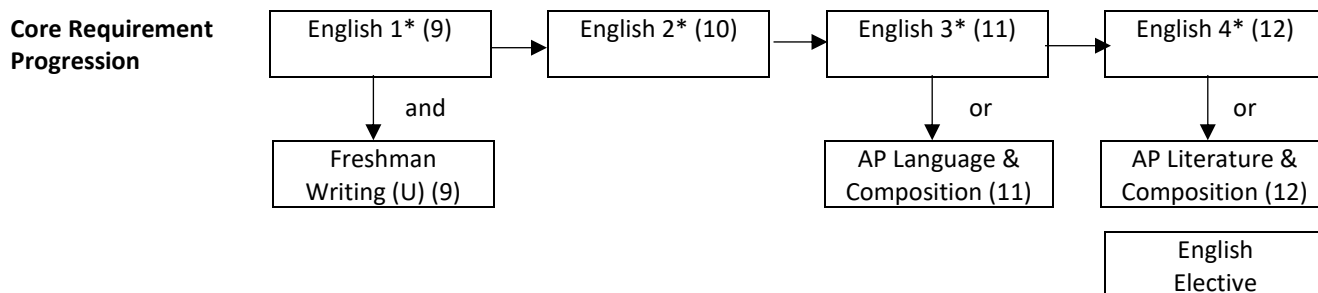 Core Requirement
Progression
English 1* (9)
English 2* (10)
English 3* (11)
English 4* (12)
and
or
or
Freshman
Writing (U) (9)
AP Language &
Composition (11)
AP Literature &
Composition (12)
English
Elective